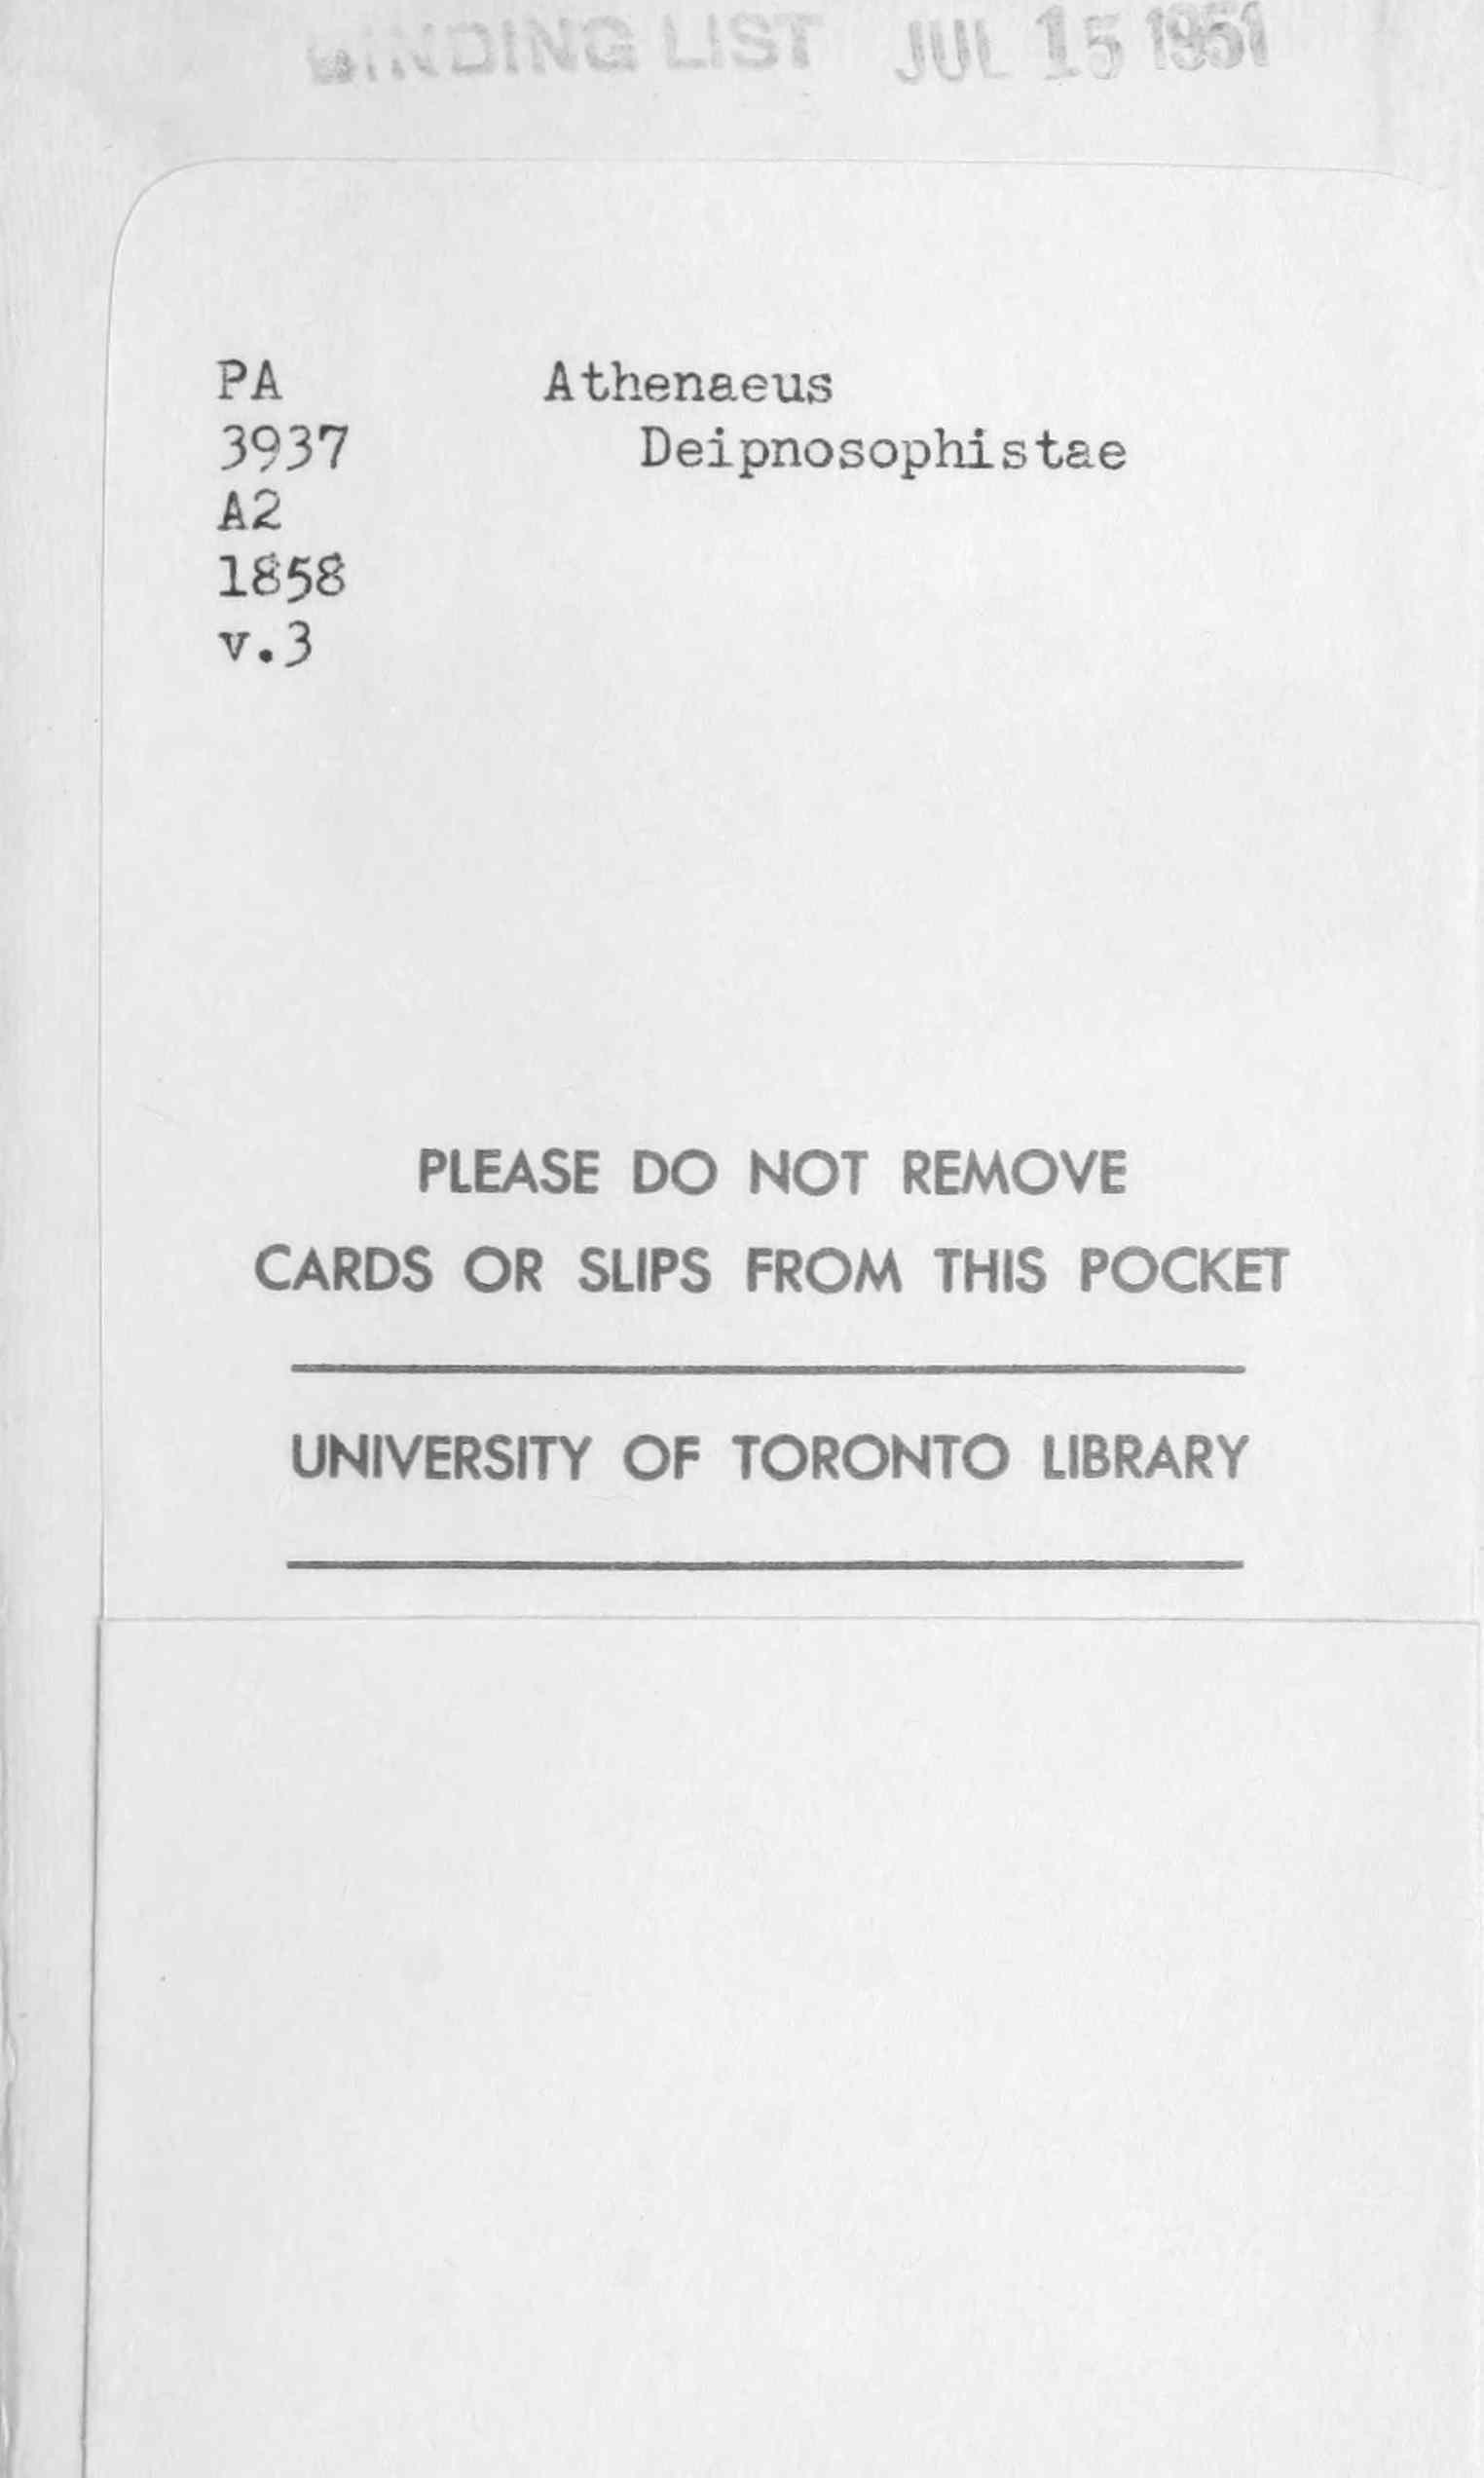 BINDING LIST JUL 15 1951
PA Athenaeus
3937 Deipnosophistae
A2
1858
v.3
PLEASE DO NOT REMOVE
CARDS OR SLIPS FROM THIS POCKET
UNIVERSITY OF TORONTO LIBRARY